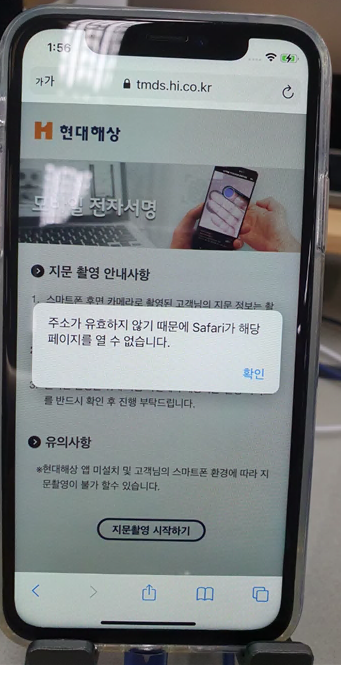 1:56
가가 tmds.hi.co.kr
H 현대해상
모바일 전자서명
지문 촬영 안내사항
1. 스마트폰 후면 카메라로 촬영된 고객님의 지문 정보는 활
주소가 유효하지 않기 때문에 Safari가 해당
페이지를 열 수 없습니다.
확인
3.
를 반드시 확인 후 진행 부탁드립니다.
유의사항
※현대해상 앱 미설치 및 고객님의 스마트폰 환경에 따라 지
문촬영이 불가 할수 있습니다.
지문촬영 시작하기